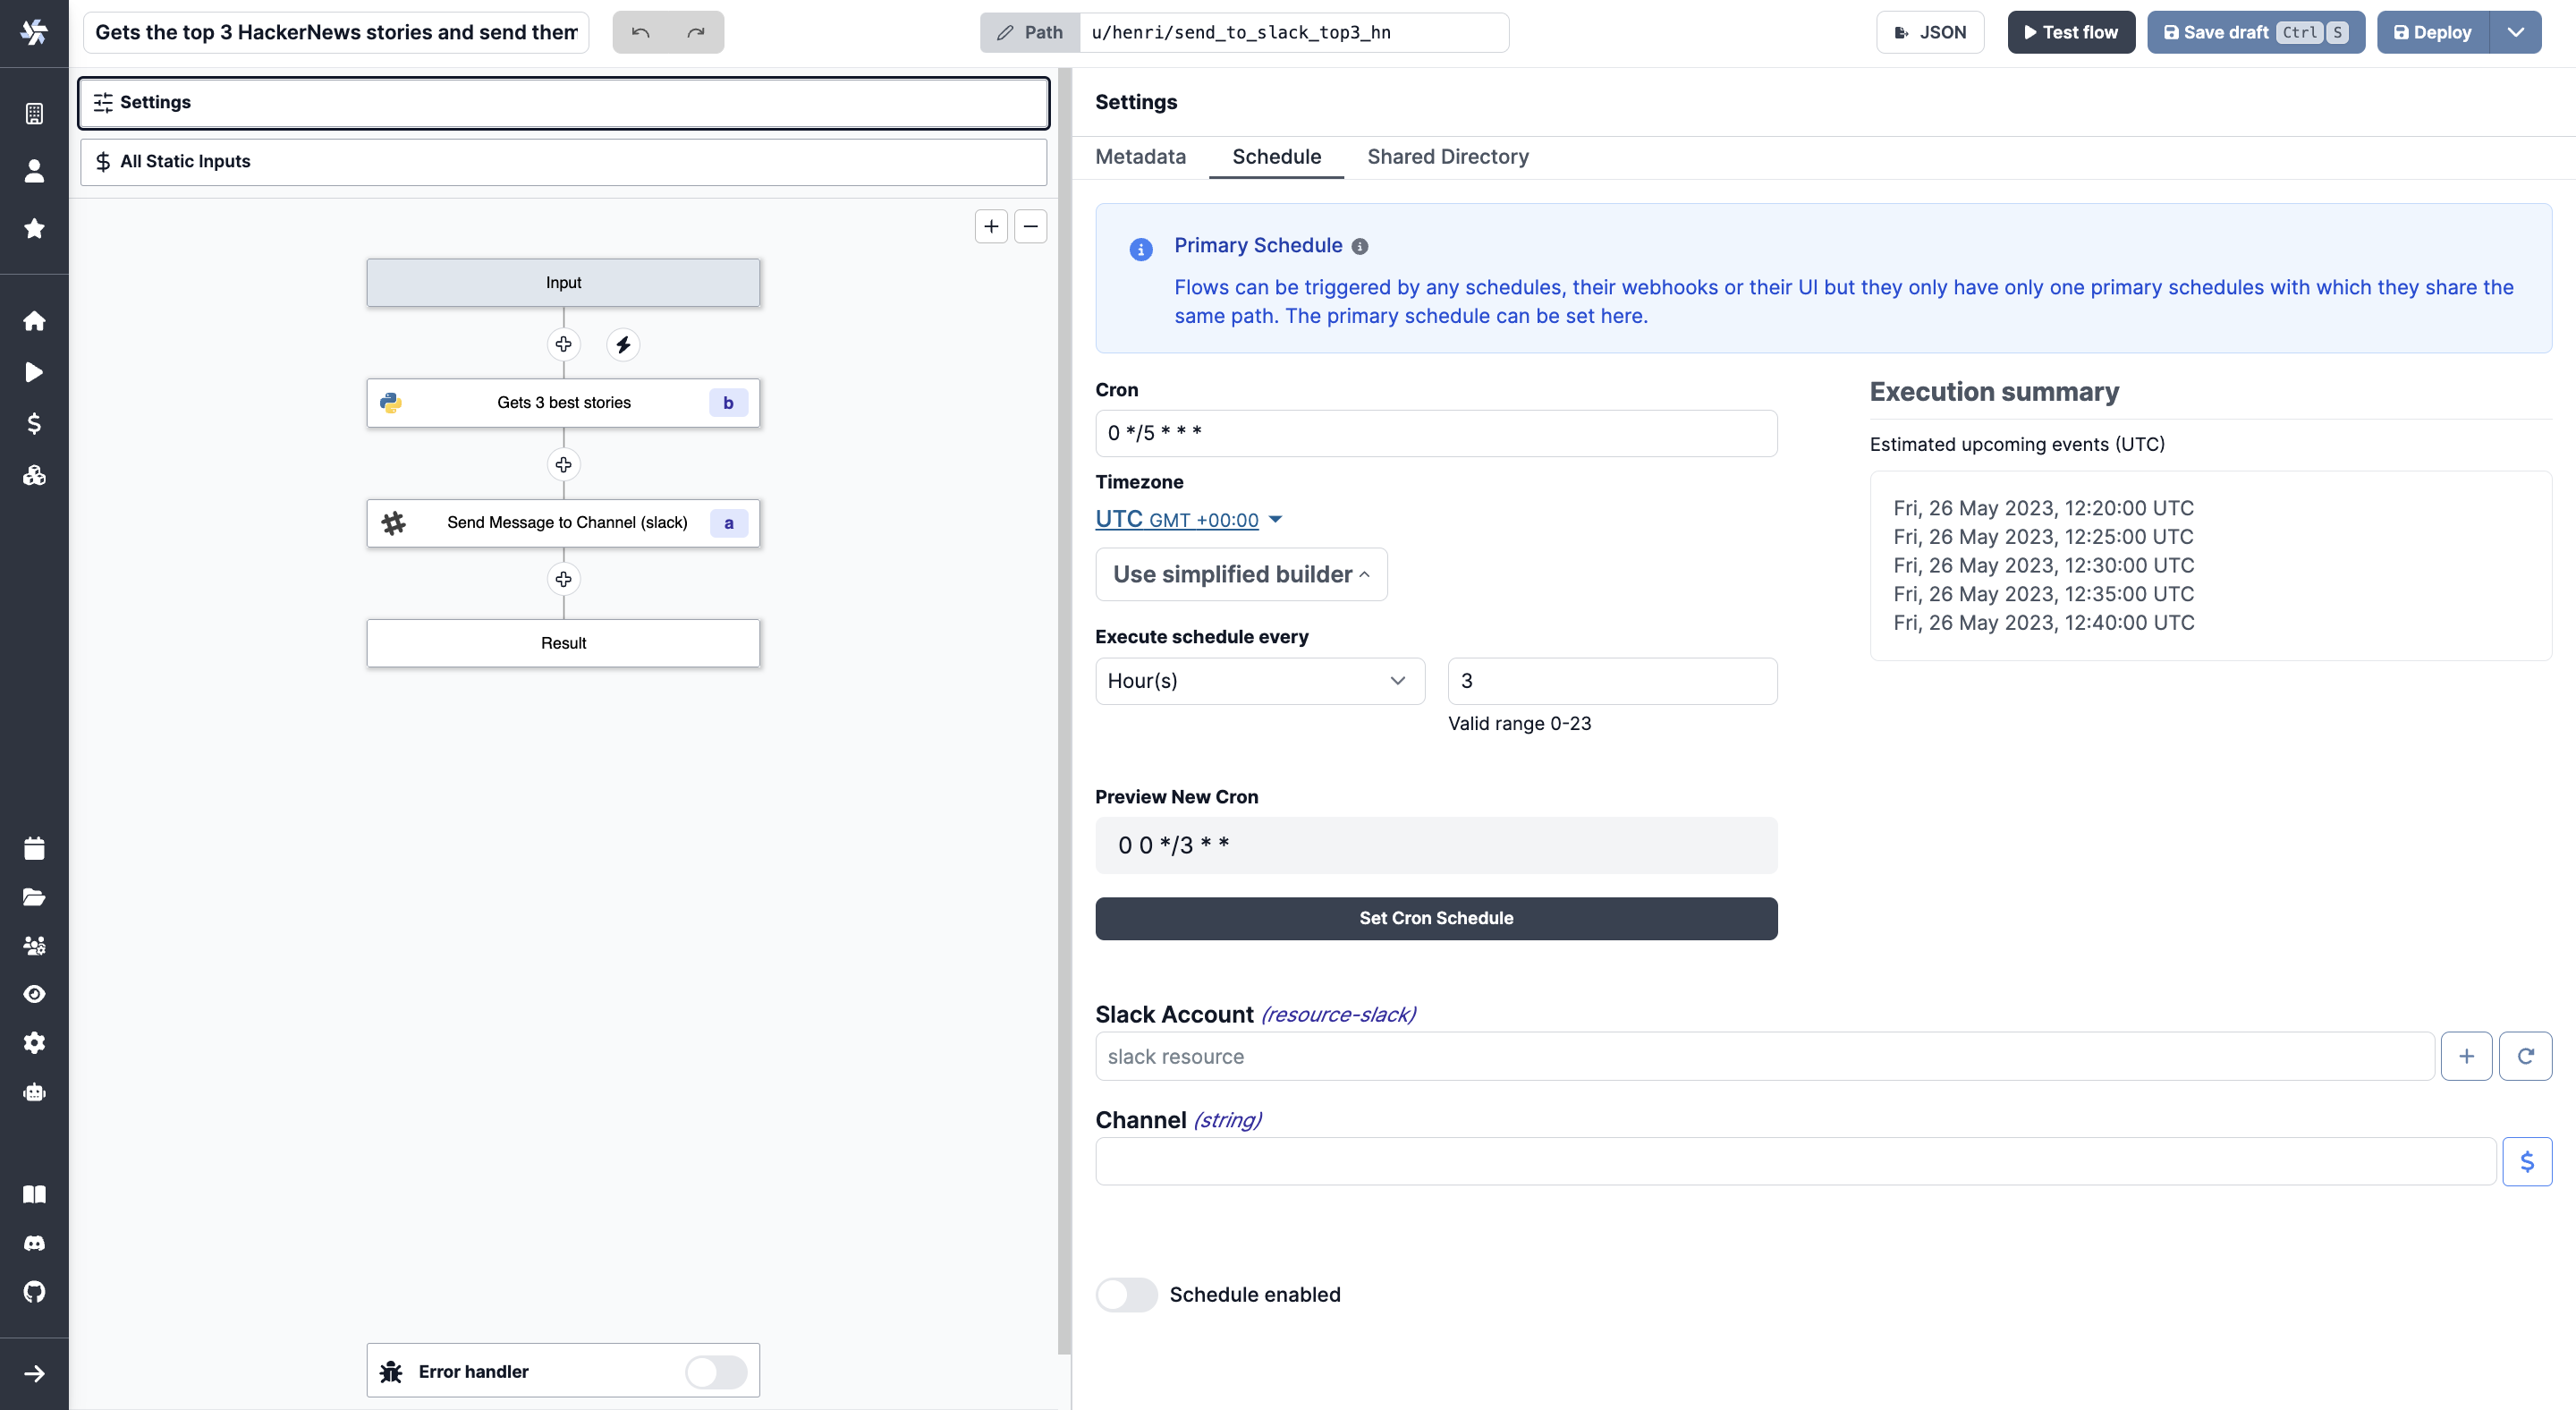 Gets the top 3 HackerNews stories and send them
Path
u/henri/send_to_slack_top3_hn
JSON
Test flow
Save draft Ctrl S
Deploy
Settings
All Static Inputs
Input
Gets 3 best stories
b
Send Message to Channel (slack)
a
Result
Error handler
Settings
Metadata
Schedule
Shared Directory
Primary Schedule
Flows can be triggered by any schedules, their webhooks or their UI but they only have only one primary schedules with which they share the
same path. The primary schedule can be set here.
Cron
0 */5 * * *
Timezone
UTC GMT +00:00
Use simplified builder
Execute schedule every
Hour(s)
3
Valid range 0-23
Preview New Cron
0 0 */3 * *
Set Cron Schedule
Execution summary
Estimated upcoming events (UTC)
Fri, 26 May 2023, 12:20:00 UTC
Fri, 26 May 2023, 12:25:00 UTC
Fri, 26 May 2023, 12:30:00 UTC
Fri, 26 May 2023, 12:35:00 UTC
Fri, 26 May 2023, 12:40:00 UTC
Slack Account (resource-slack)
slack resource
Channel (string)
Schedule enabled